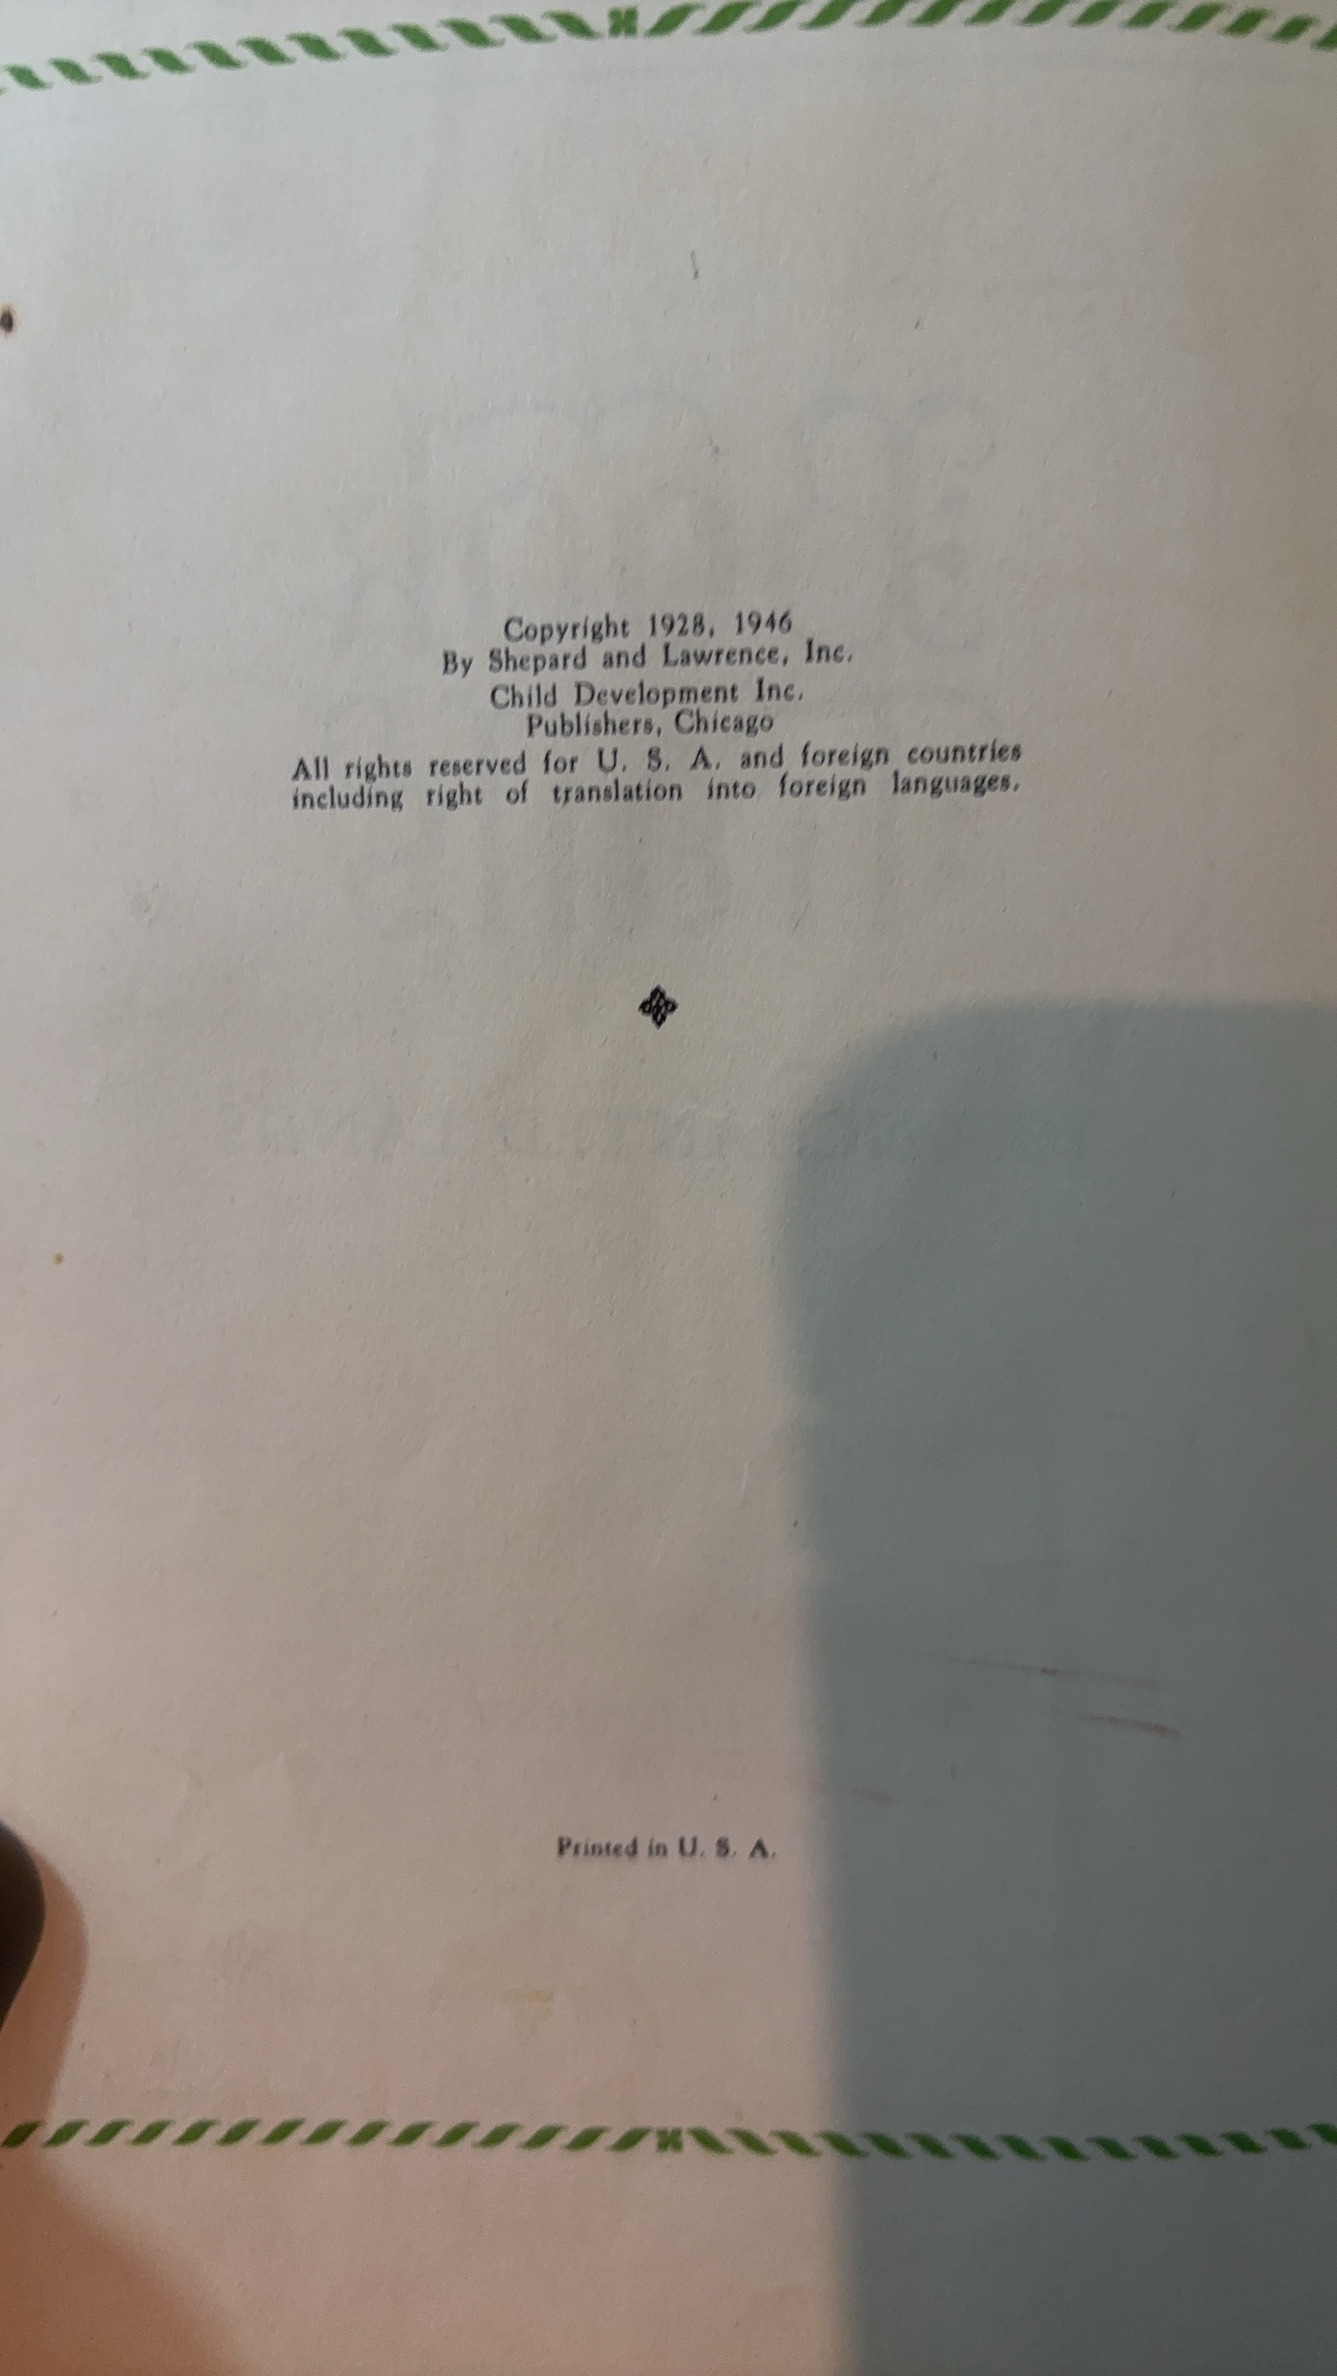 Copyright 1928, 1946
By Shepard and Lawrence, Inc.
Child Development Inc.
Publishers, Chicago
All rights reserved for U. S. A. and foreign countries
including right of translation into foreign languages.
Printed in U. S. A.